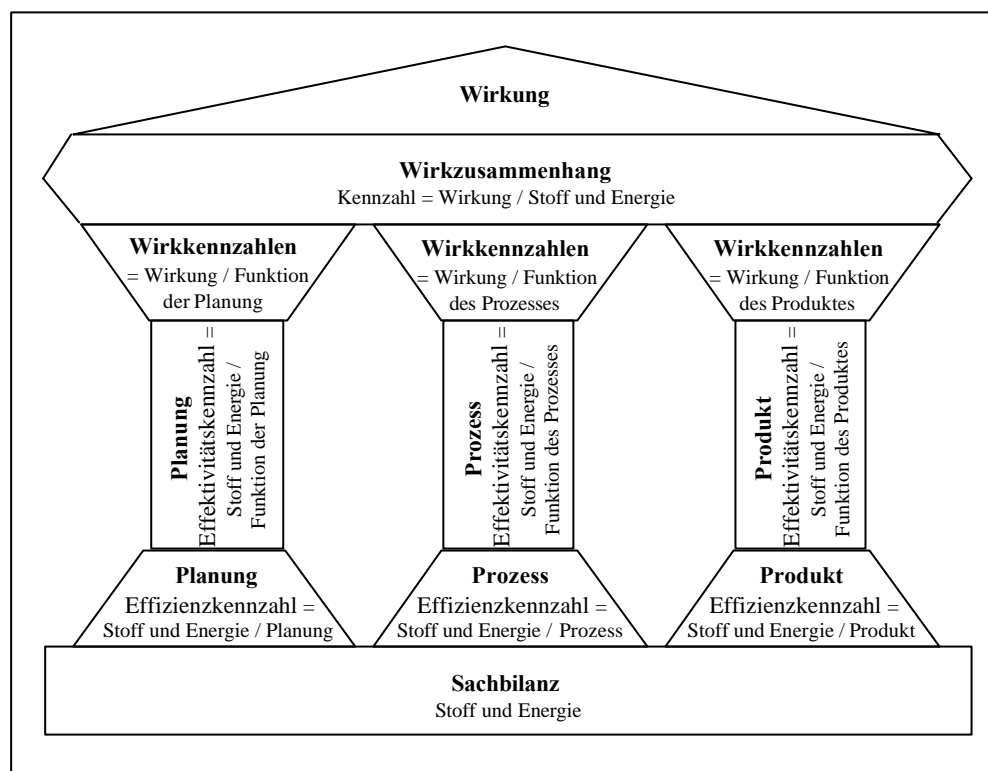 Wirkung
Wirkzusammenhang
Kennzahl = Wirkung / Stoff und Energie
Wirkkennzahlen
= Wirkung / Funktion
der Planung
Wirkkennzahlen
= Wirkung / Funktion
des Prozesses
Wirkkennzahlen
= Wirkung / Funktion
des Produktes
Planung
Effektivitätskennzahl =
Stoff und Energie /
Funktion der Planung
Prozess
Effektivitätskennzahl =
Stoff und Energie /
Funktion des Prozesses
Produkt
Effektivitätskennzahl =
Stoff und Energie /
Funktion des Produktes
Planung
Effizienzkennzahl =
Stoff und Energie / Planung
Prozess
Effizienzkennzahl =
Stoff und Energie / Prozess
Produkt
Effizienzkennzahl =
Stoff und Energie / Produkt
Sachbilanz
Stoff und Energie